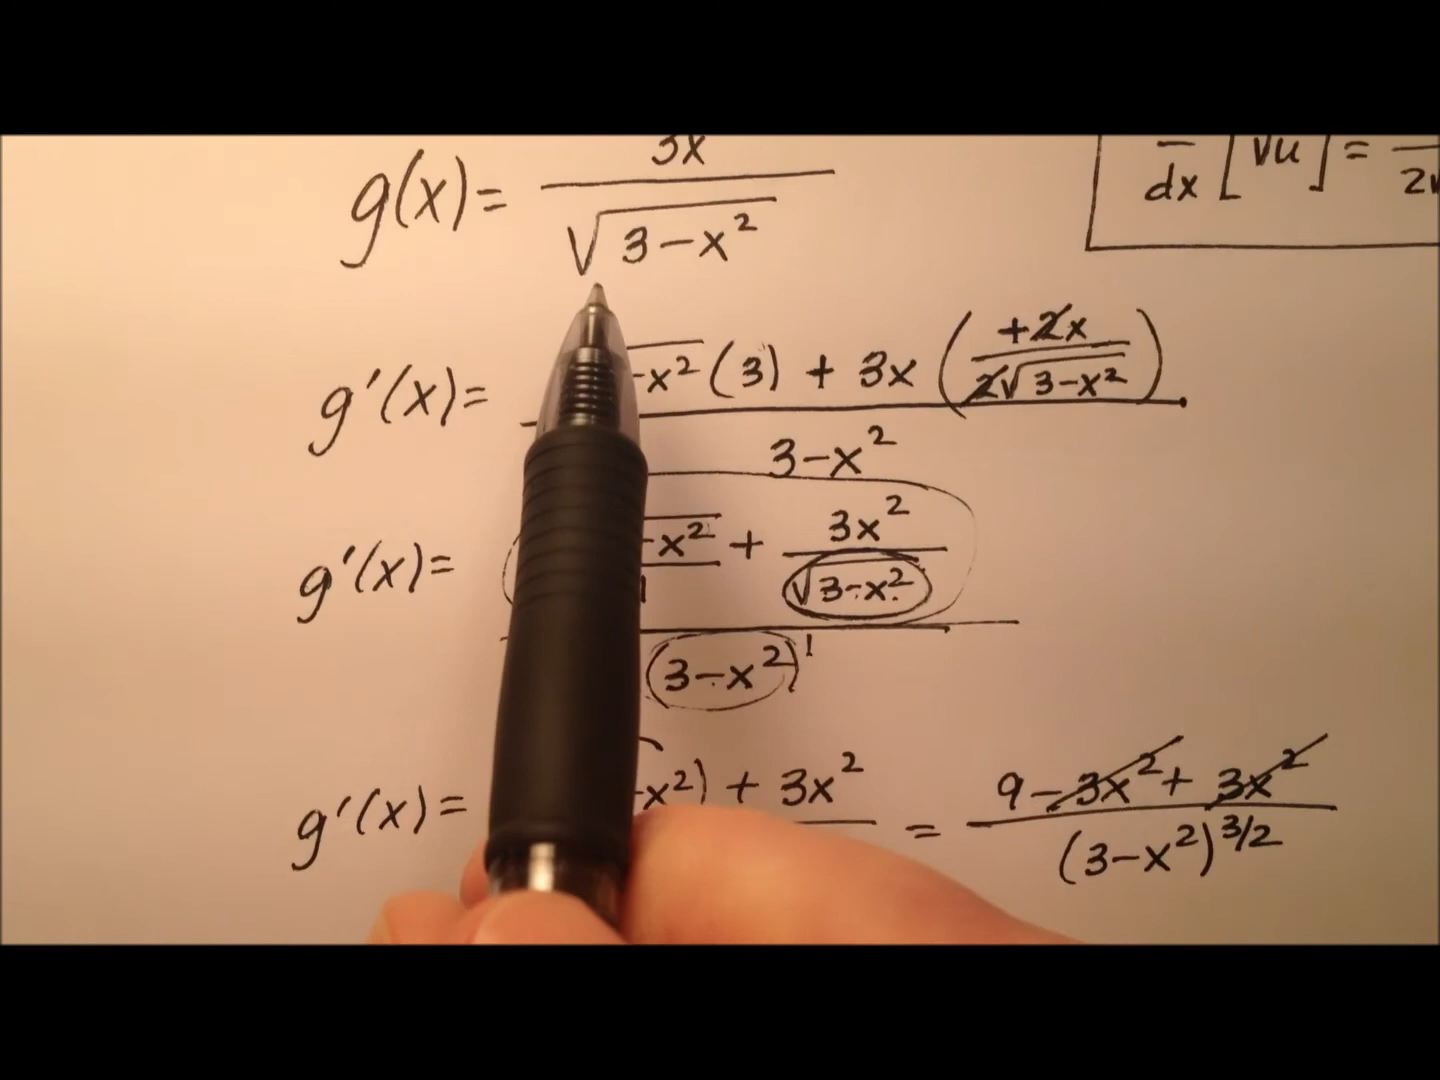 g(x) = 3x / √(3-x²)
d/dx [√u] = / 2√
g'(x) = -x² (3) + 3x (+2x / 2√(3-x²)) / 3-x²
g'(x) = -x² + 3x² / √(3-x²) / (3-x²)¹
g'(x) = -x²) + 3x² = 9-3x²+3x² / (3-x²)^3/2